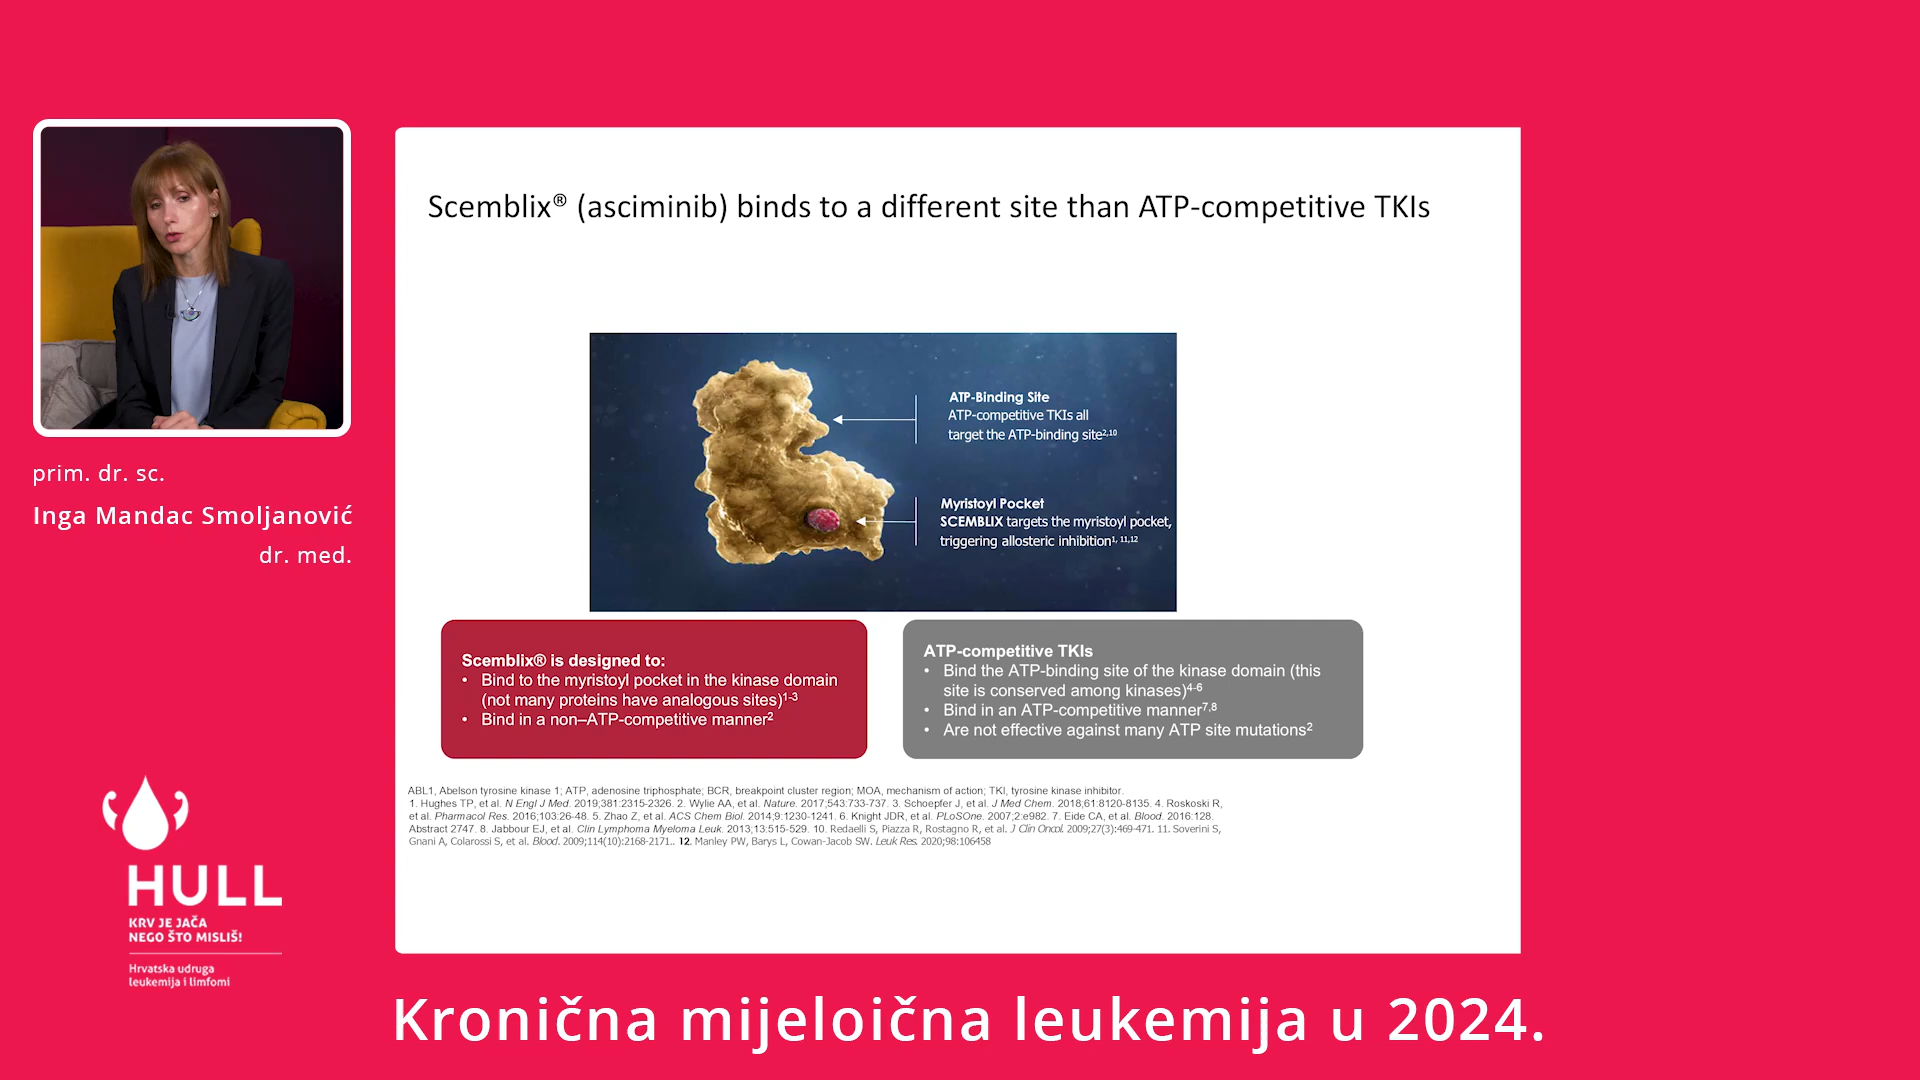 Scemblix® (asciminib) binds to a different site than ATP-competitive TKIs
ATP-Binding Site
ATP-competitive TKIs all
target the ATP-binding site2,10
Myristoyl Pocket
SCEMBLIX targets the myristoyl pocket,
triggering allosteric inhibition1, 11,12
Scemblix® is designed to:
• Bind to the myristoyl pocket in the kinase domain
(not many proteins have analogous sites)1-3
• Bind in a non–ATP-competitive manner2
ATP-competitive TKIs
• Bind the ATP-binding site of the kinase domain (this
site is conserved among kinases)4-6
• Bind in an ATP-competitive manner7,8
• Are not effective against many ATP site mutations2
ABL1, Abelson tyrosine kinase 1; ATP, adenosine triphosphate; BCR, breakpoint cluster region; MOA, mechanism of action; TKI, tyrosine kinase inhibitor.
1. Hughes TP, et al. N Engl J Med. 2019;381:2315-2326. 2. Wylie AA, et al. Nature. 2017;543:733-737. 3. Schoepfer J, et al. J Med Chem. 2018;61:8120-8135. 4. Roskoski R,
et al. Pharmacol Res. 2016;103:26-48. 5. Zhao Z, et al. ACS Chem Biol. 2014;9:1230-1241. 6. Knight JDR, et al. PLoSOne. 2007;2:e982. 7. Eide CA, et al. Blood. 2016:128.
Abstract 2747. 8. Jabbour EJ, et al. Clin Lymphoma Myeloma Leuk. 2013;13:515-529. 10. Redaelli S, Piazza R, Rostagno R, et al. J Clin Oncol. 2009;27(3):469-471. 11. Soverini S,
Gnani A, Colarossi S, et al. Blood. 2009;114(10):2168-2171.. 12. Manley PW, Barys L, Cowan-Jacob SW. Leuk Res. 2020;98:106458
prim. dr. sc.
Inga Mandac Smoljanović
dr. med.
HULL
KRV JE JAČA
NEGO ŠTO MISLIŠ!
Hrvatska udruga
leukemija i limfomi
Kronična mijeloična leukemija u 2024.